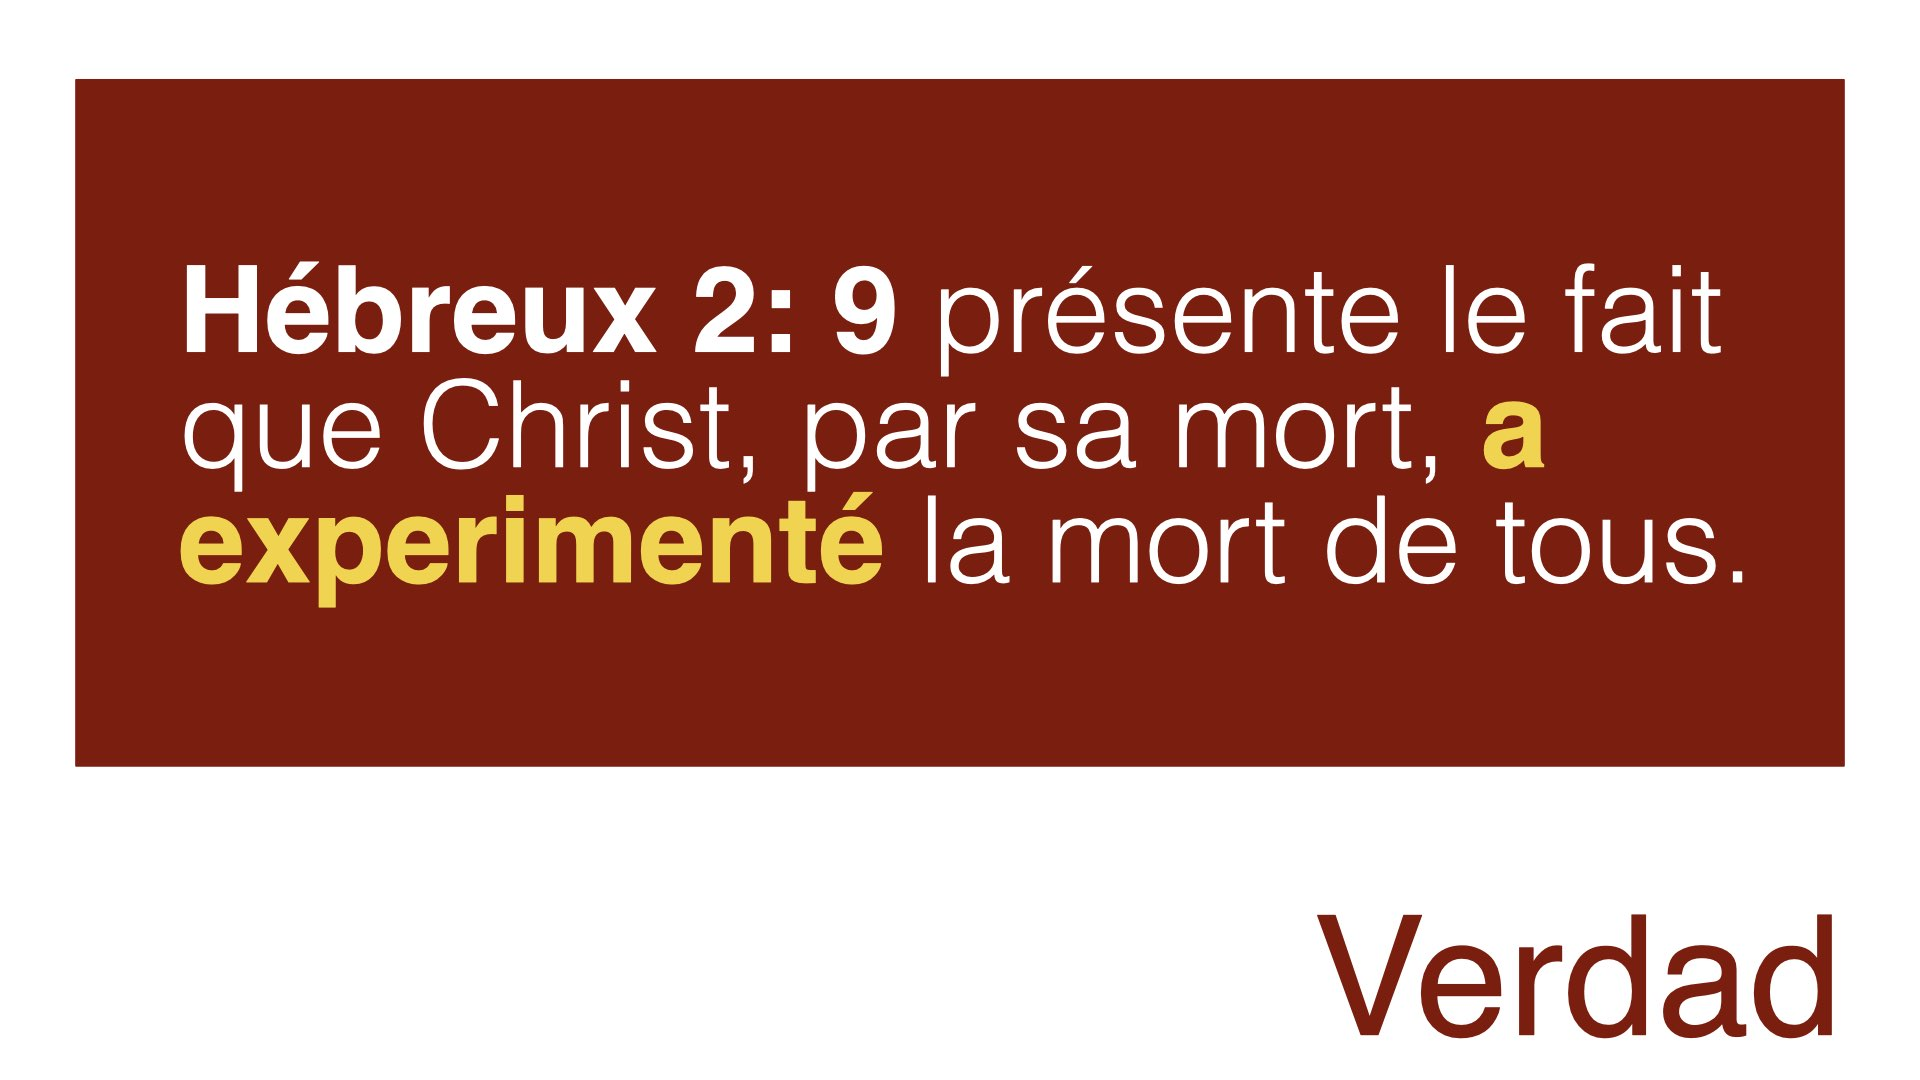 Hébreux 2: 9 présente le fait
que Christ, par sa mort, a
experimenté la mort de tous.
Verdad